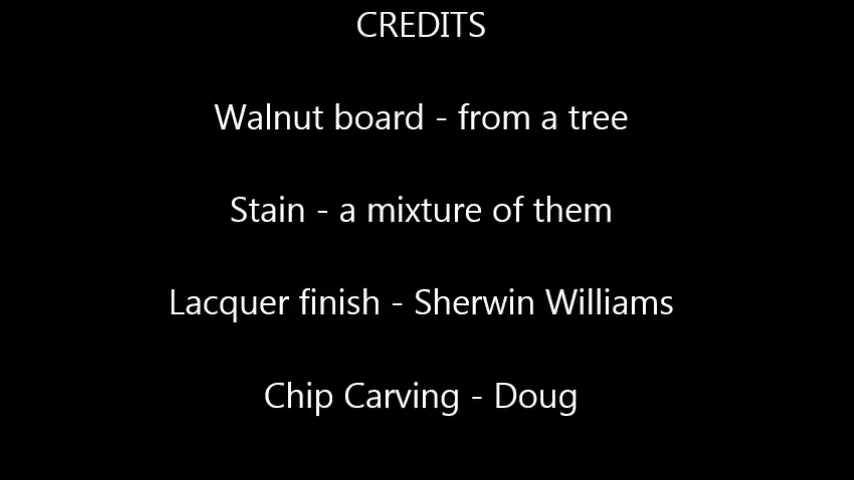 CREDITS
Walnut board - from a tree
Stain - a mixture of them
Lacquer finish - Sherwin Williams
Chip Carving - Doug